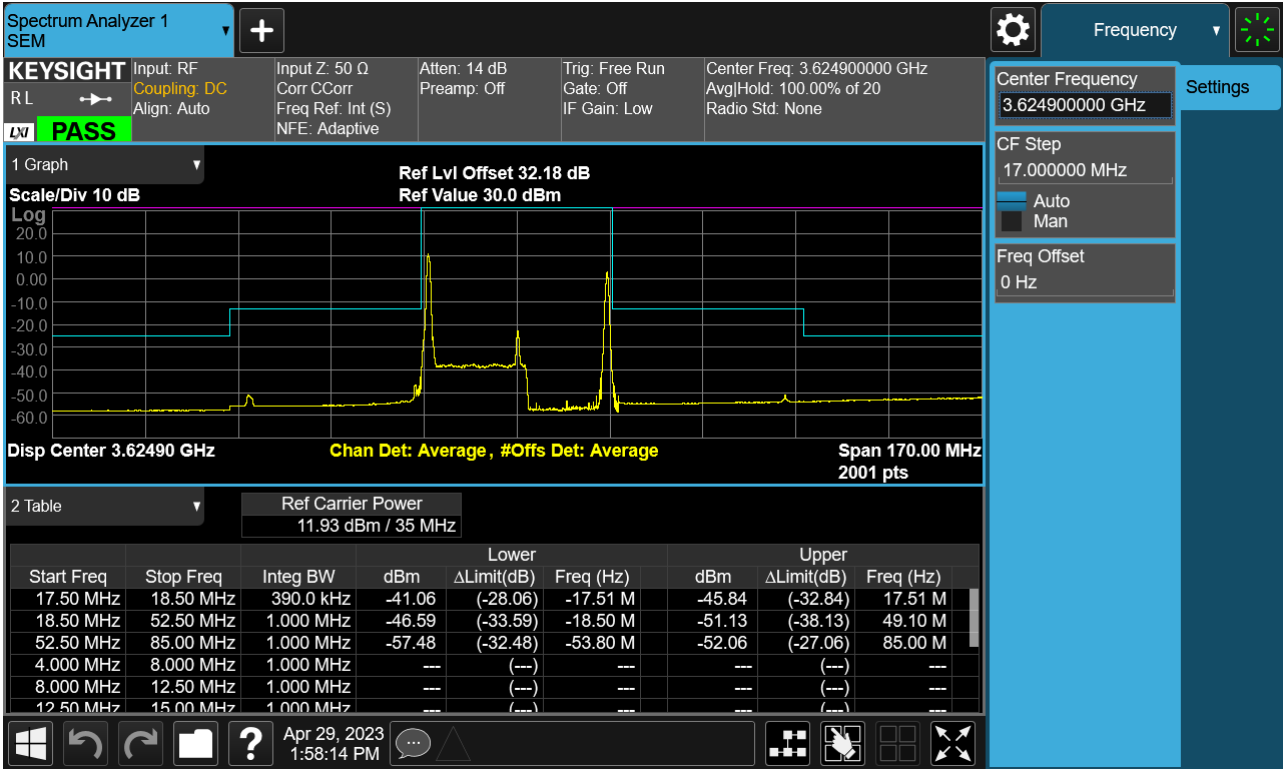 Spectrum Analyzer 1
SEM
Frequency
KEYSIGHT
R L
LXI PASS
Input: RF
Coupling: DC
Align: Auto
Input Z: 50 Ω
Corr CCorr
Freq Ref: Int (S)
NFE: Adaptive
Atten: 14 dB
Preamp: Off
Trig: Free Run
Gate: Off
IF Gain: Low
Center Freq: 3.624900000 GHz
Avg|Hold: 100.00% of 20
Radio Std: None
Center Frequency
3.624900000 GHz
Settings
CF Step
17.000000 MHz
Auto
Man
Freq Offset
0 Hz
1 Graph
Ref Lvl Offset 32.18 dB
Scale/Div 10 dB Ref Value 30.0 dBm
Log
20.0
10.0
0.00
-10.0
-20.0
-30.0
-40.0
-50.0
-60.0
Disp Center 3.62490 GHz Chan Det: Average, #Offs Det: Average Span 170.00 MHz
2001 pts
2 Table
Ref Carrier Power
11.93 dBm / 35 MHz
Lower Upper
Start Freq Stop Freq Integ BW dBm ΔLimit(dB) Freq (Hz) dBm ΔLimit(dB) Freq (Hz)
17.50 MHz 18.50 MHz 390.0 kHz -41.06 (-28.06) -17.51 M -45.84 (-32.84) 17.51 M
18.50 MHz 52.50 MHz 1.000 MHz -46.59 (-33.59) -18.50 M -51.13 (-38.13) 49.10 M
52.50 MHz 85.00 MHz 1.000 MHz -57.48 (-32.48) -53.80 M -52.06 (-27.06) 85.00 M
4.000 MHz 8.000 MHz 1.000 MHz --- (---) --- --- (---) ---
8.000 MHz 12.50 MHz 1.000 MHz --- (---) --- --- (---) ---
12.50 MHz 15.00 MHz 1.000 MHz --- (---) --- --- (---) ---
? Apr 29, 2023
1:58:14 PM